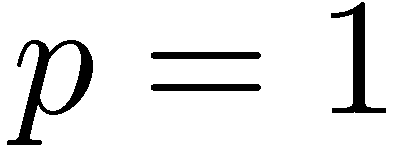 p = 1